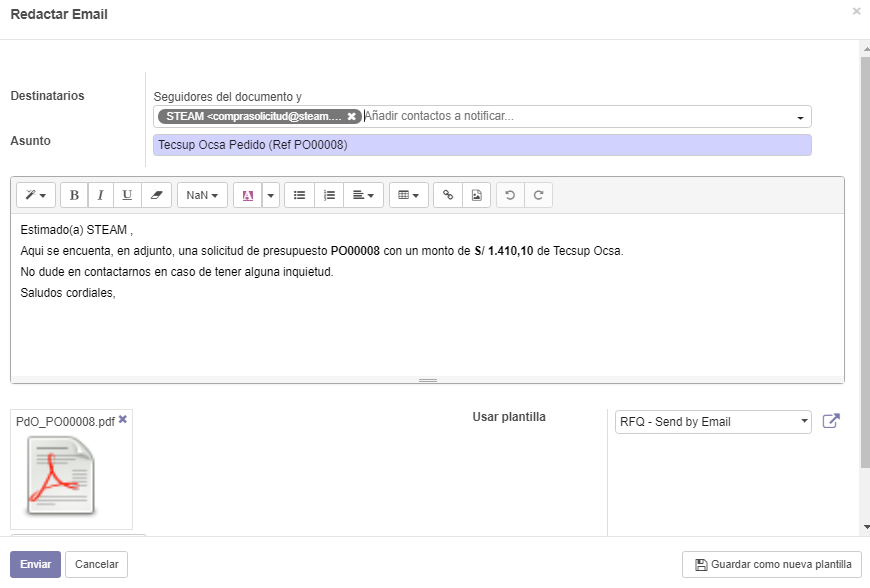 Redactar Email
×
Destinatarios
Seguidores del documento y
STEAM <comprasolicitud@steam.... ✖ Añadir contactos a notificar...
Asunto
Tecsup Ocsa Pedido (Ref PO00008)
B I U NaN A
Estimado(a) STEAM ,
Aqui se encuenta, en adjunto, una solicitud de presupuesto PO00008 con un monto de S/ 1.410,10 de Tecsup Ocsa.
No dude en contactarnos en caso de tener alguna inquietud.
Saludos cordiales,
PdO_PO00008.pdf ✖
Usar plantilla
RFQ - Send by Email
Enviar
Cancelar
Guardar como nueva plantilla